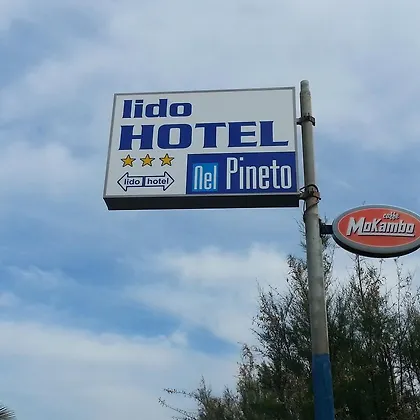 lido
HOTEL
nel Pineto
lido hotel
caffè
MoKambo